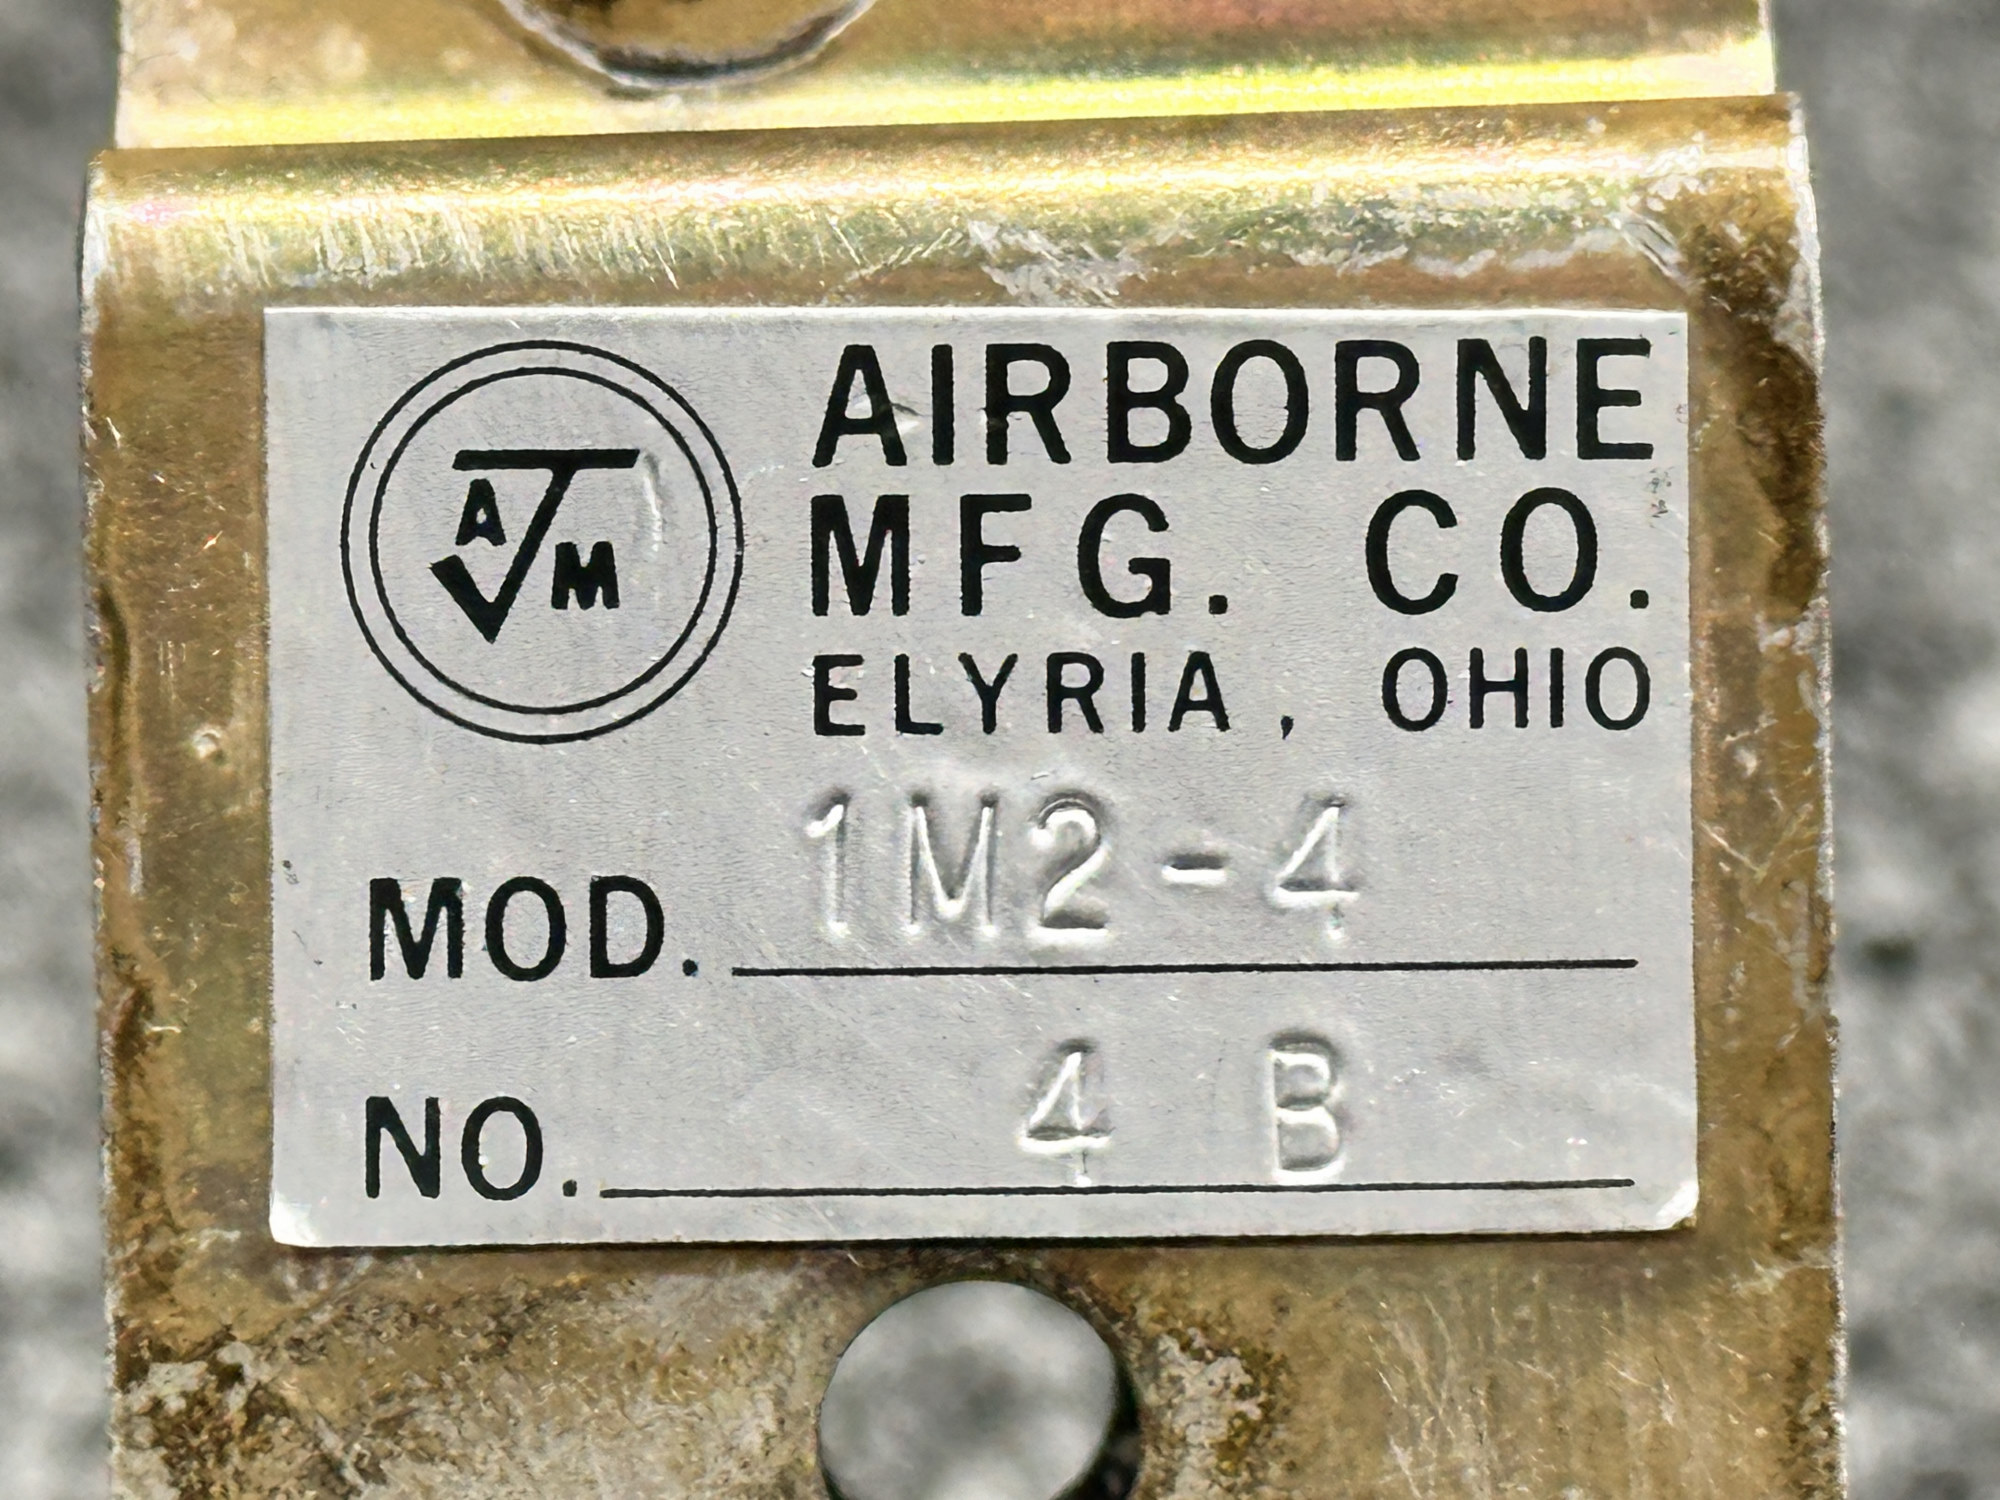 AIRBORNE
MFG. CO.
ELYRIA, OHIO
A M
MOD. 1M2-4
NO. 4 B